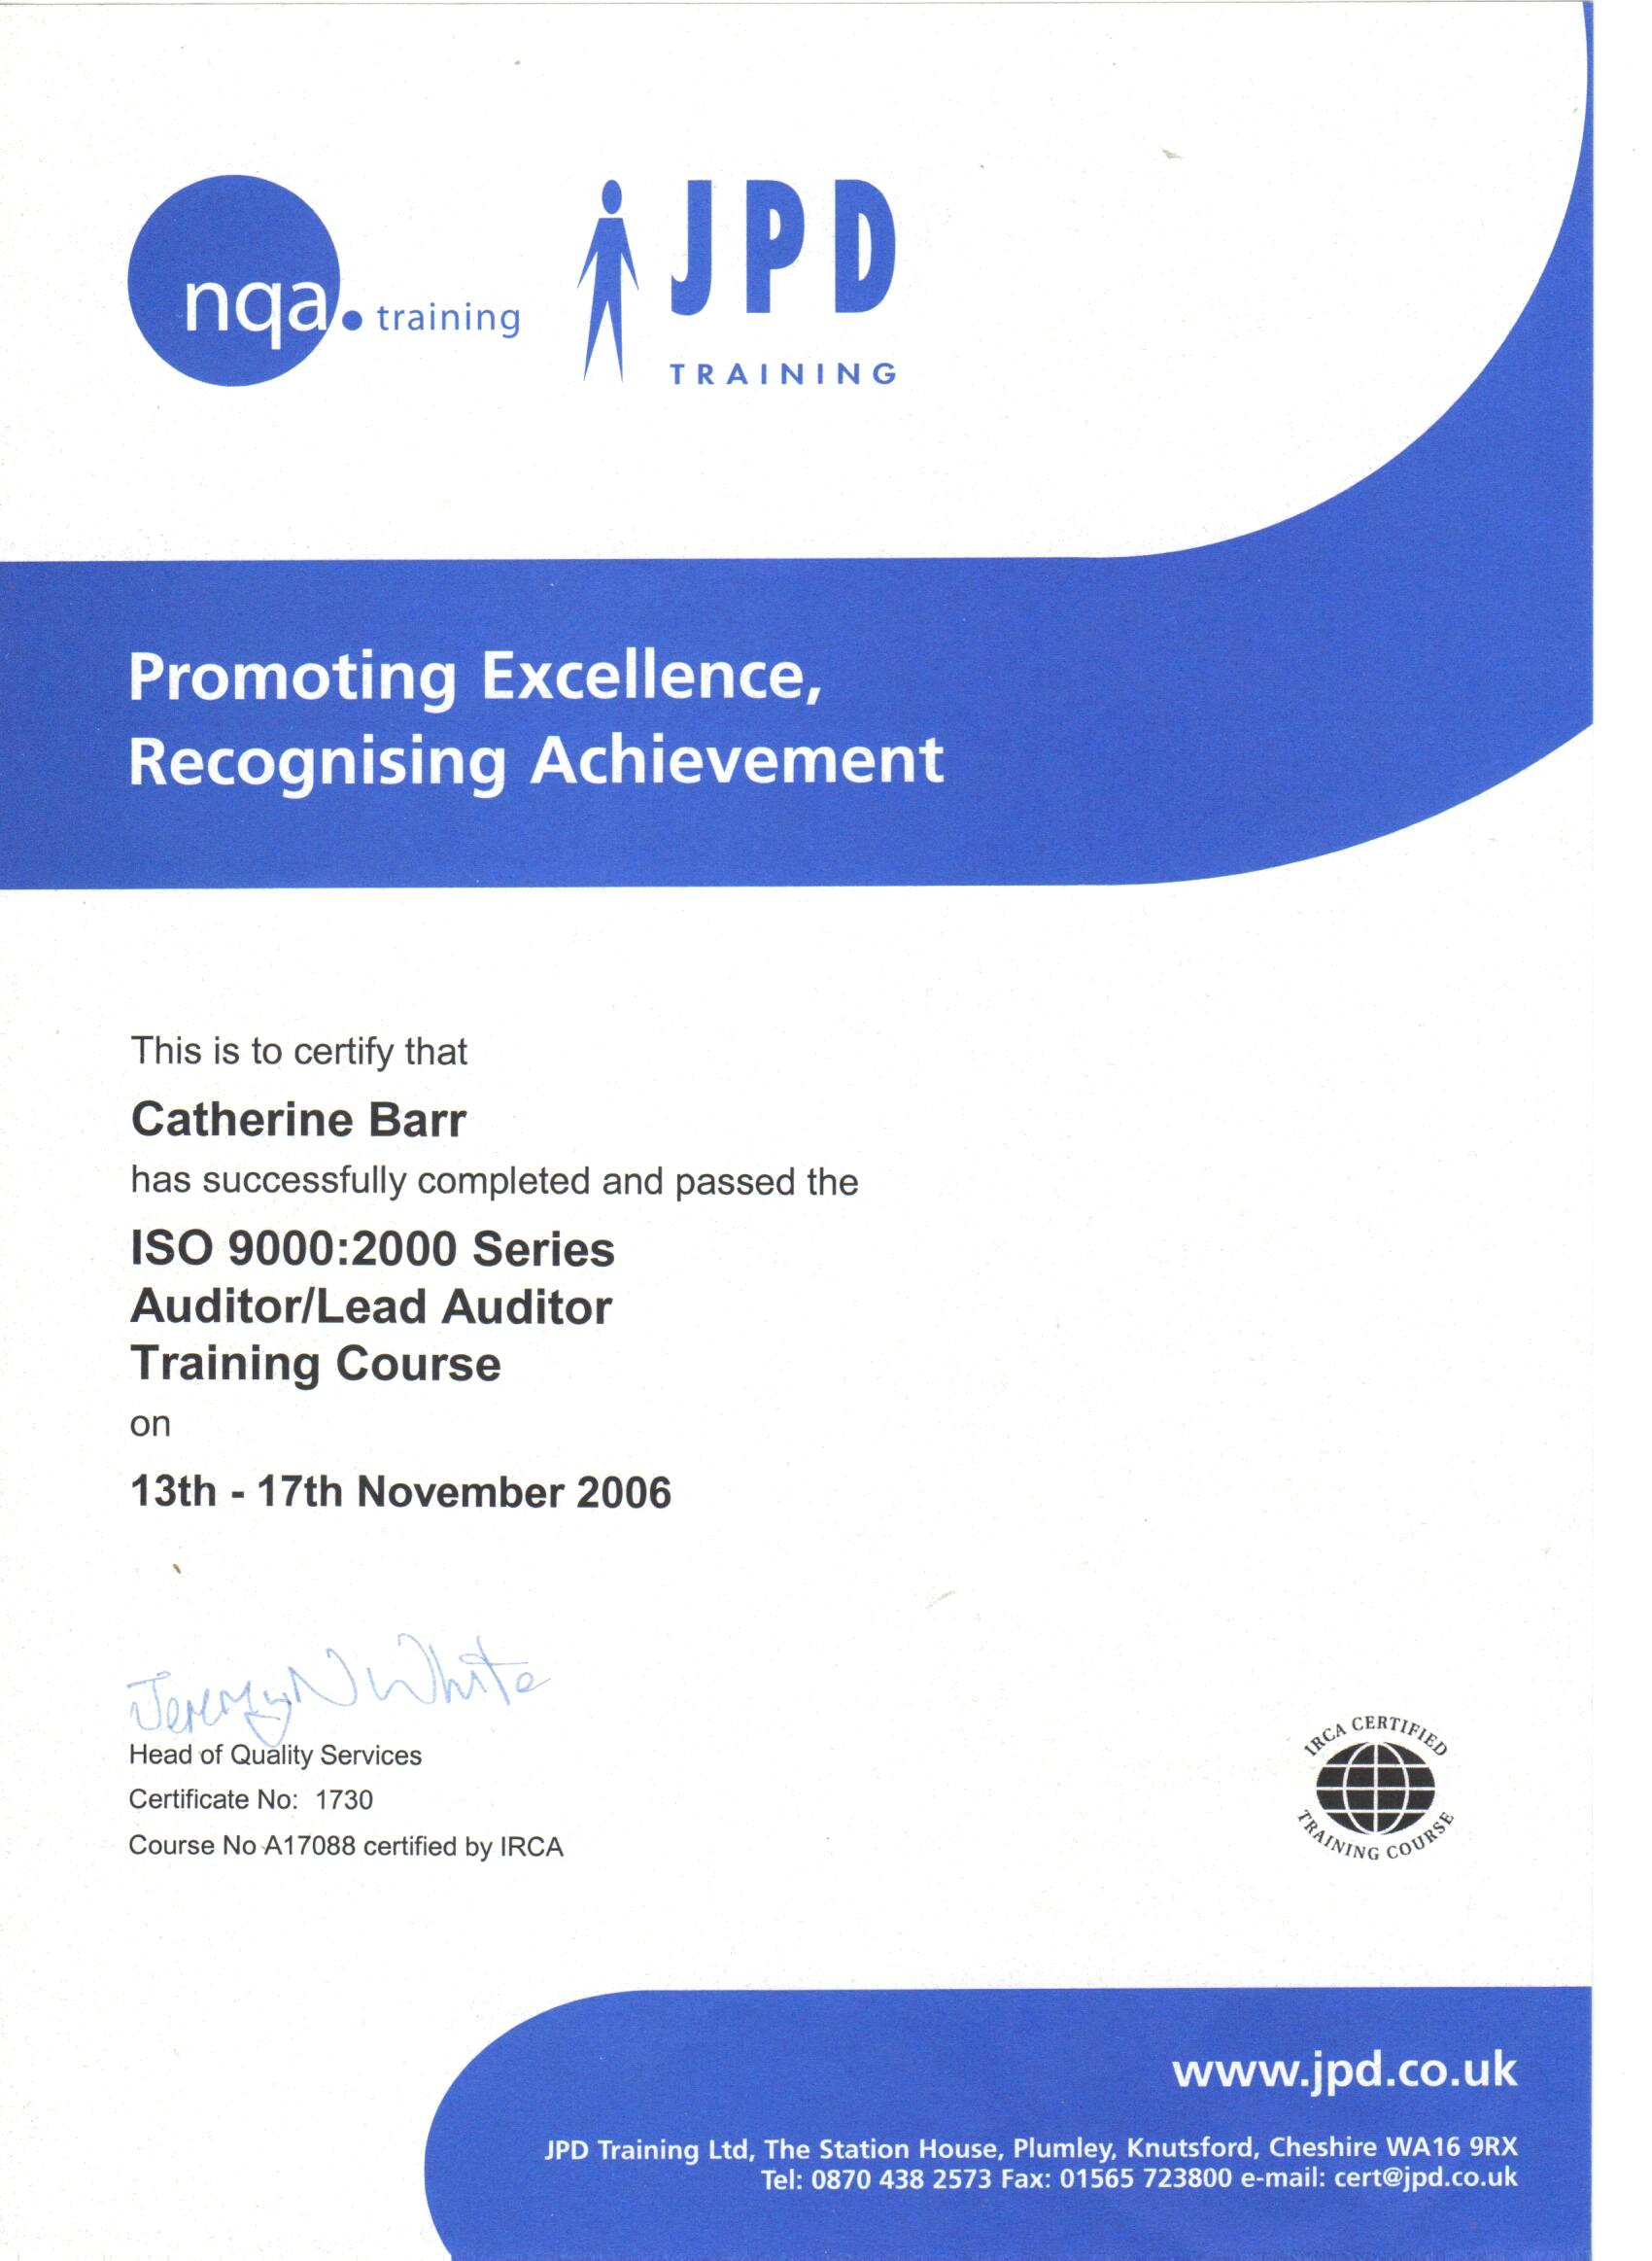 nqa. training
JPD
TRAINING
Promoting Excellence,
Recognising Achievement
This is to certify that
Catherine Barr
has successfully completed and passed the
ISO 9000:2000 Series
Auditor/Lead Auditor
Training Course
on
13th - 17th November 2006
Jeremy N White
Head of Quality Services
Certificate No: 1730
Course No A17088 certified by IRCA
IRCA CERTIFIED
TRAINING COURSE
www.jpd.co.uk
JPD Training Ltd, The Station House, Plumley, Knutsford, Cheshire WA16 9RX
Tel: 0870 438 2573 Fax: 01565 723800 e-mail: cert@jpd.co.uk